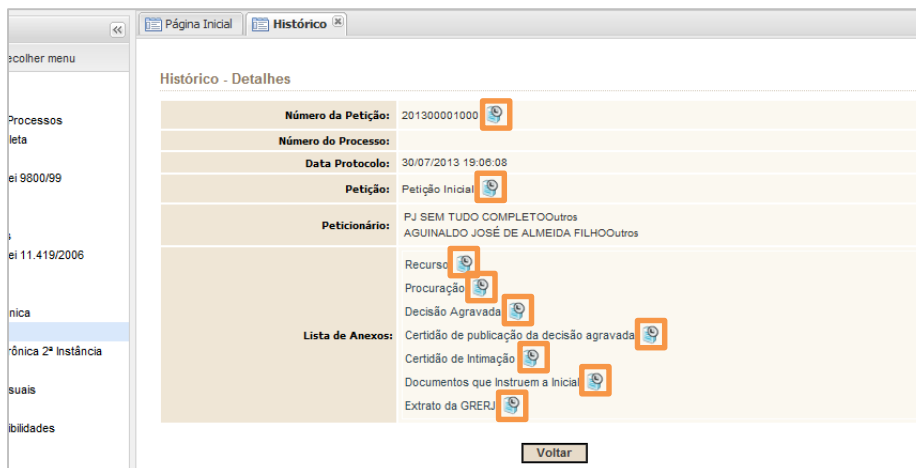 Página Inicial
Histórico
ecolher menu
Histórico - Detalhes
Processos
leta
ei 9800/99
s
ei 11.419/2006
nica
rônica 2ª Instância
suais
ibilidades
Número da Petição: 201300001000
Número do Processo:
Data Protocolo: 30/07/2013 19:06:08
Petição: Petição Inicial
Peticionário: PJ SEM TUDO COMPLETOOutros
AGUINALDO JOSÉ DE ALMEIDA FILHOOutros
Lista de Anexos:
Recurso
Procuração
Decisão Agravada
Certidão de publicação da decisão agravada
Certidão de Intimação
Documentos que Instruem a Inicial
Extrato da GRERJ
Voltar